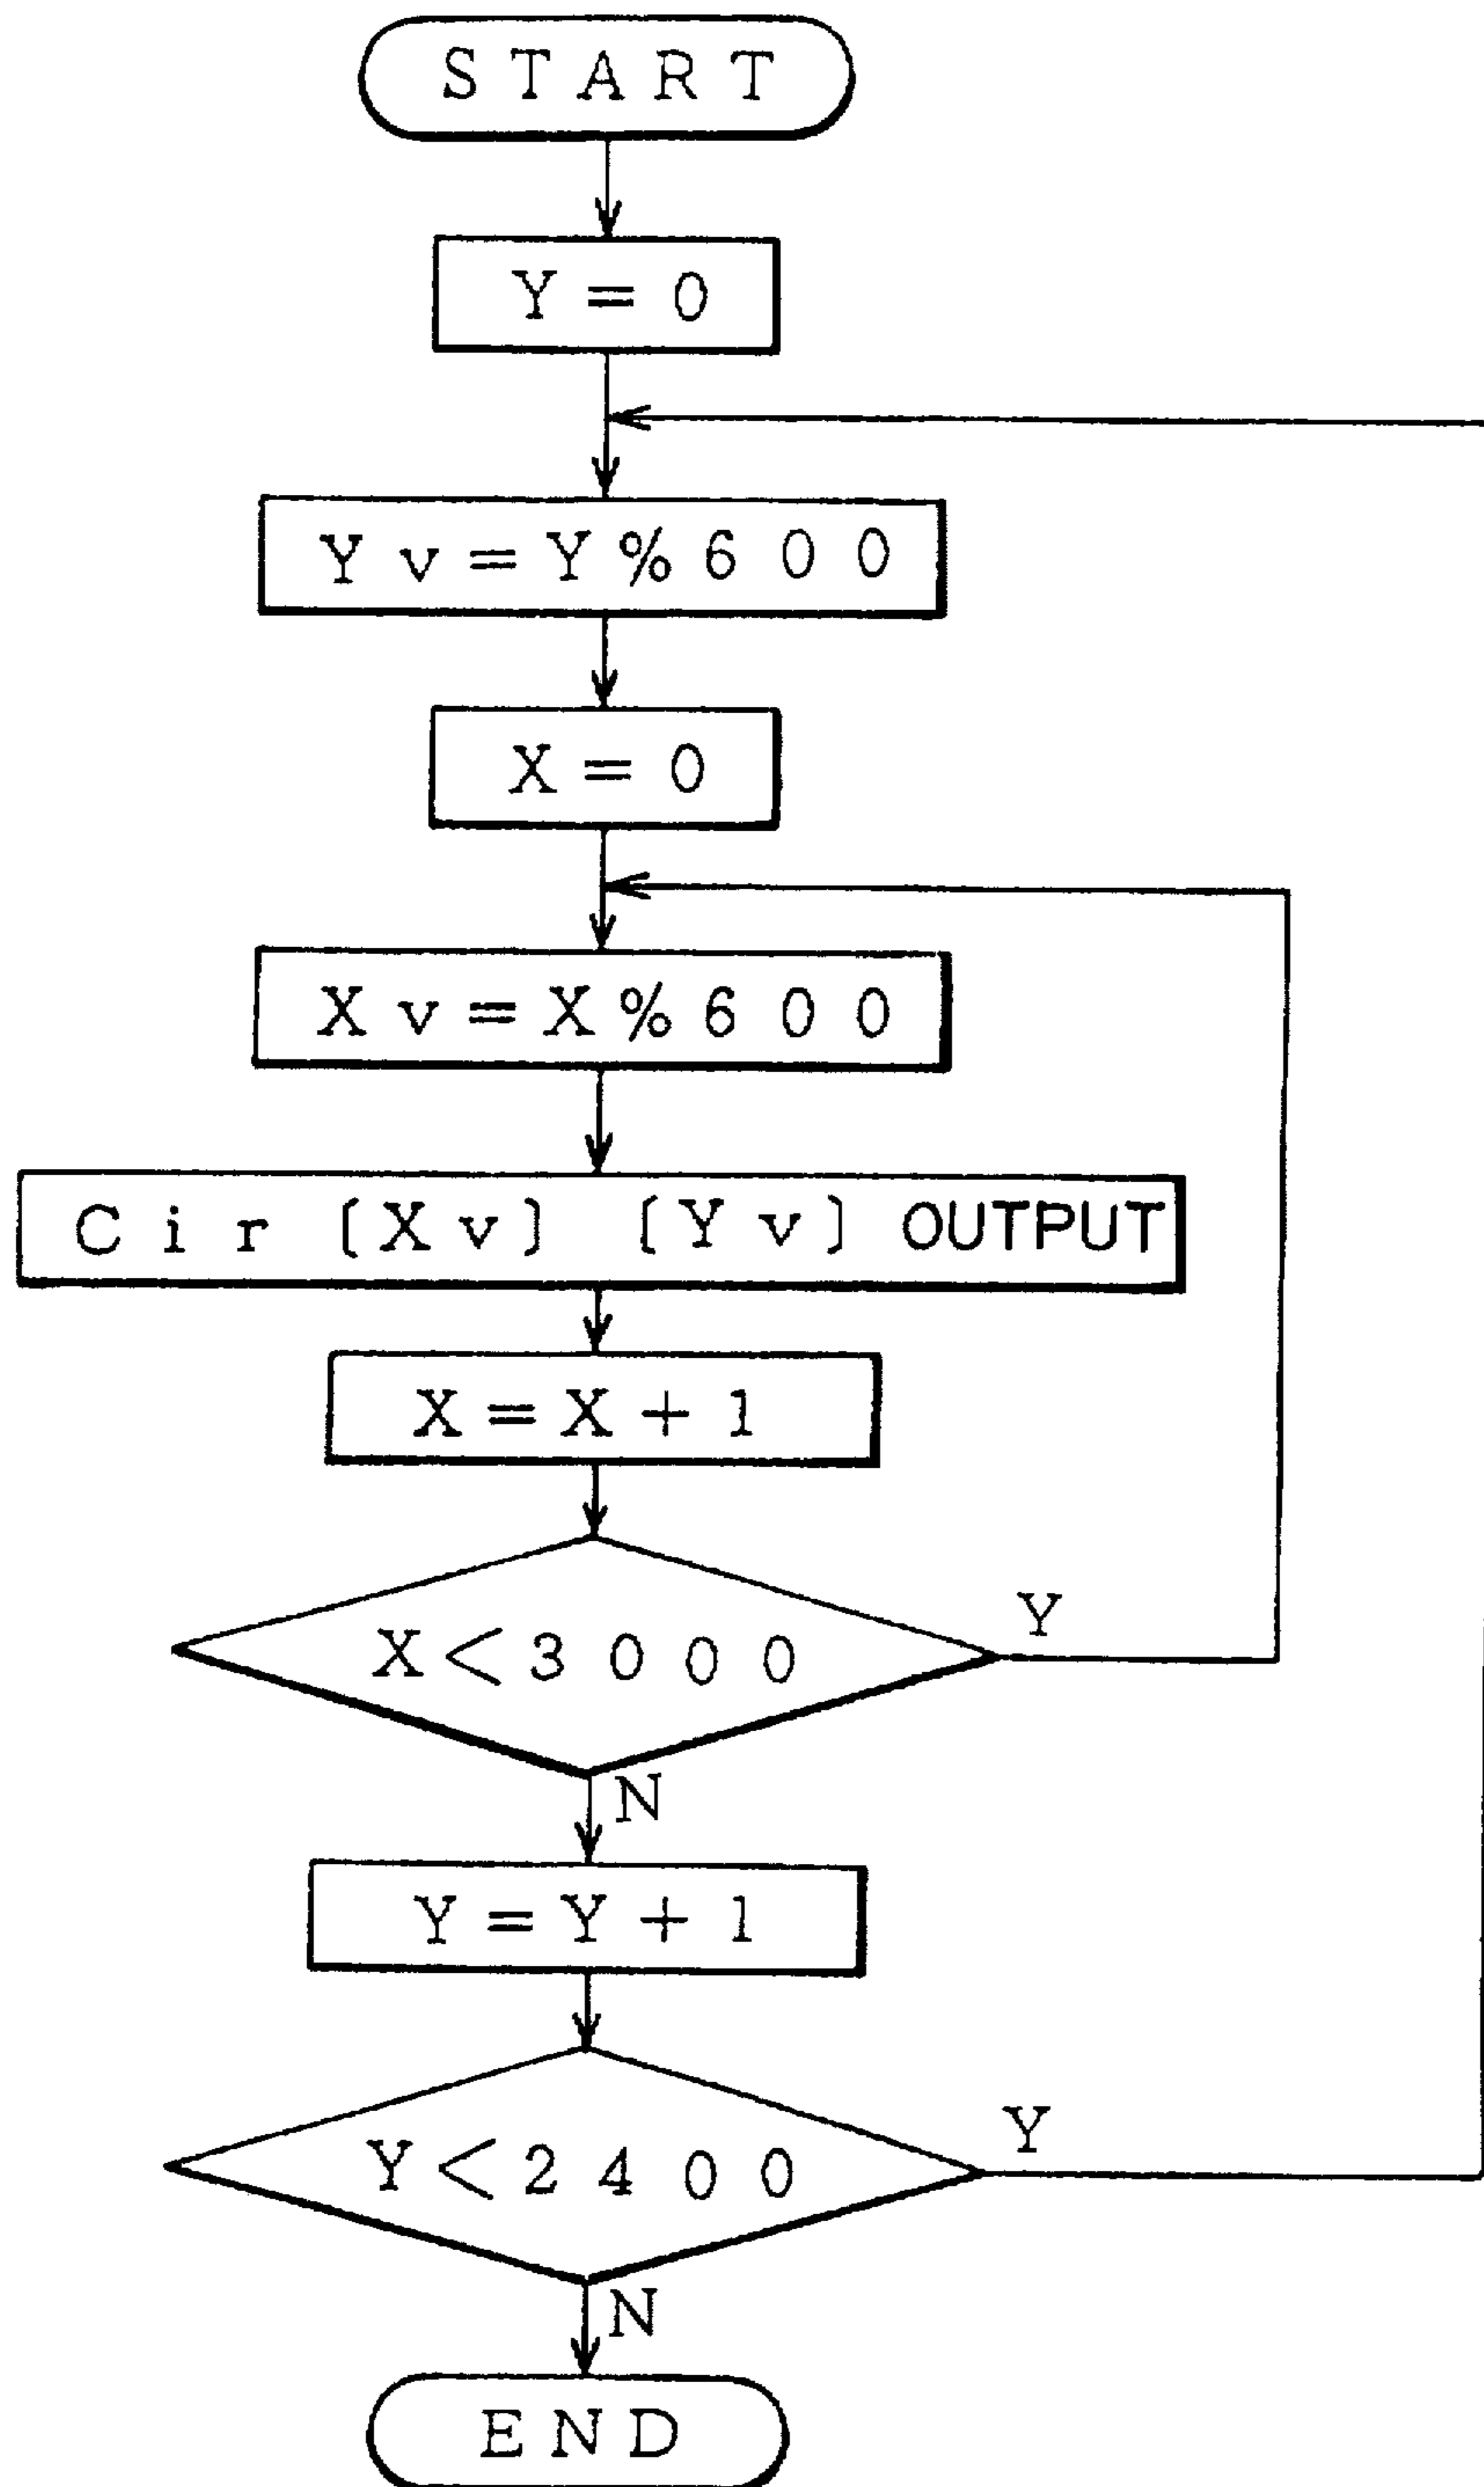 START
Y=0
Yv=Y%600
X=0
Xv=X%600
Cir [Xv] [Yv] OUTPUT
X=X+1
X<3000
Y
N
Y=Y+1
Y<2400
Y
N
END